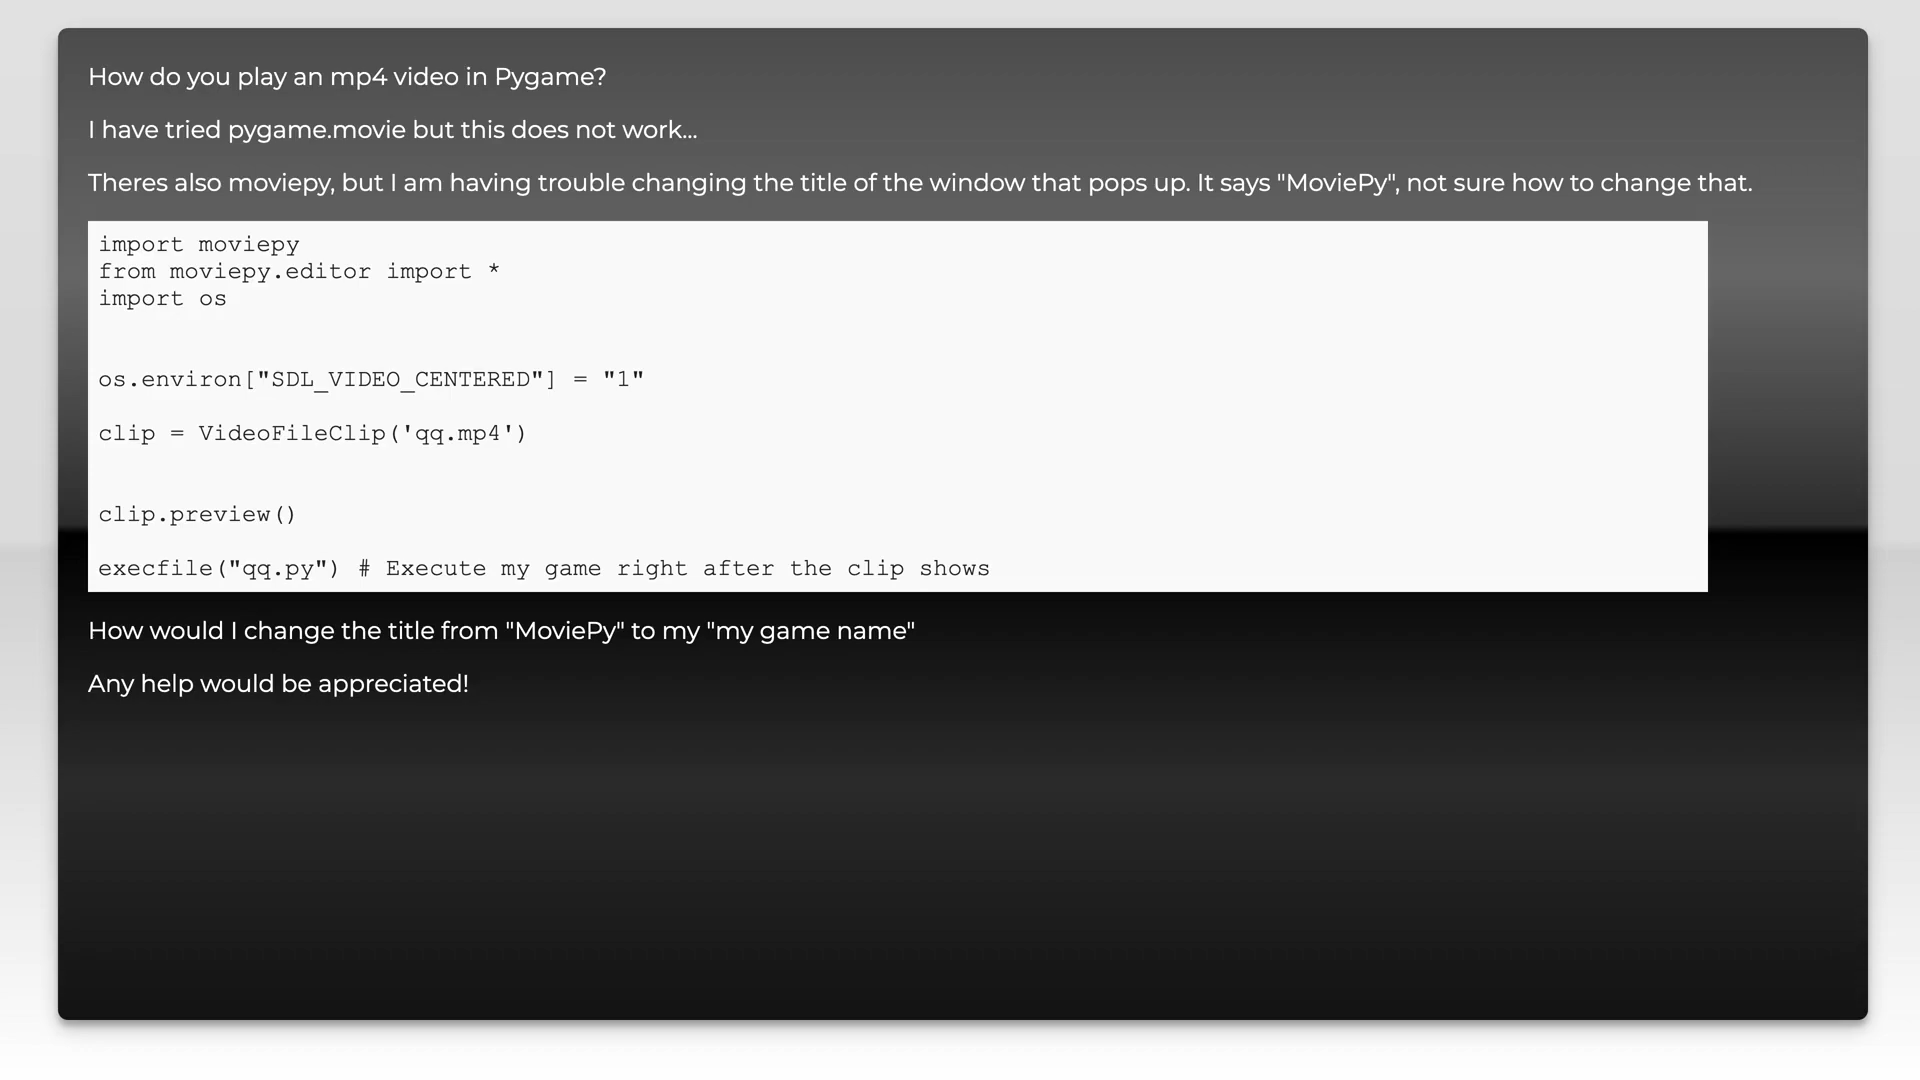 How do you play an mp4 video in Pygame?
I have tried pygame.movie but this does not work...
Theres also moviepy, but I am having trouble changing the title of the window that pops up. It says "MoviePy", not sure how to change that.
import moviepy
from moviepy.editor import *
import os
os.environ["SDL_VIDEO_CENTERED"] = "1"
clip = VideoFileClip('qq.mp4')
clip.preview()
execfile("qq.py") # Execute my game right after the clip shows
How would I change the title from "MoviePy" to my "my game name"
Any help would be appreciated!